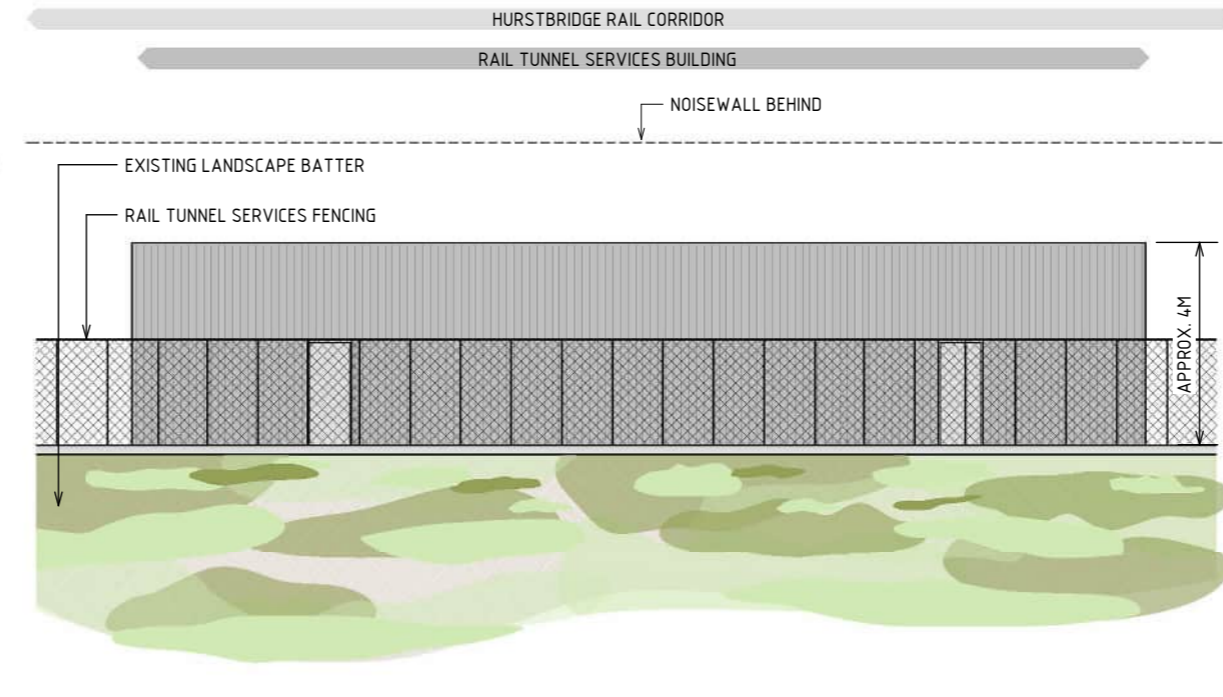 HURSTBRIDGE RAIL CORRIDOR
RAIL TUNNEL SERVICES BUILDING
NOISEWALL BEHIND
EXISTING LANDSCAPE BATTER
RAIL TUNNEL SERVICES FENCING
APPROX. 4M